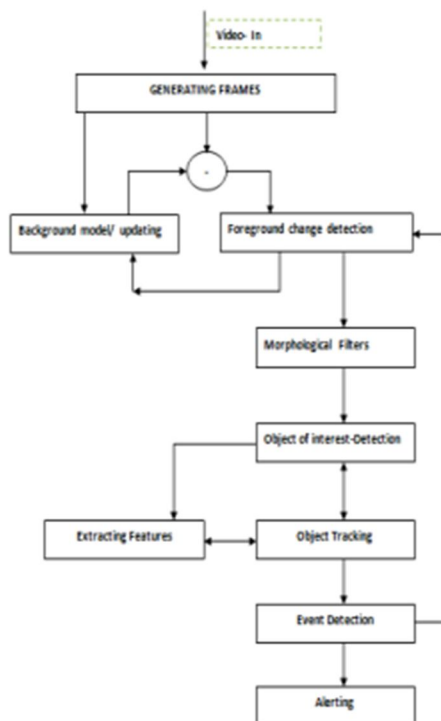 Video- In
GENERATING FRAMES
-
Background model/ updating
Foreground change detection
Morphological Filters
Object of interest-Detection
Extracting Features
Object Tracking
Event Detection
Alerting